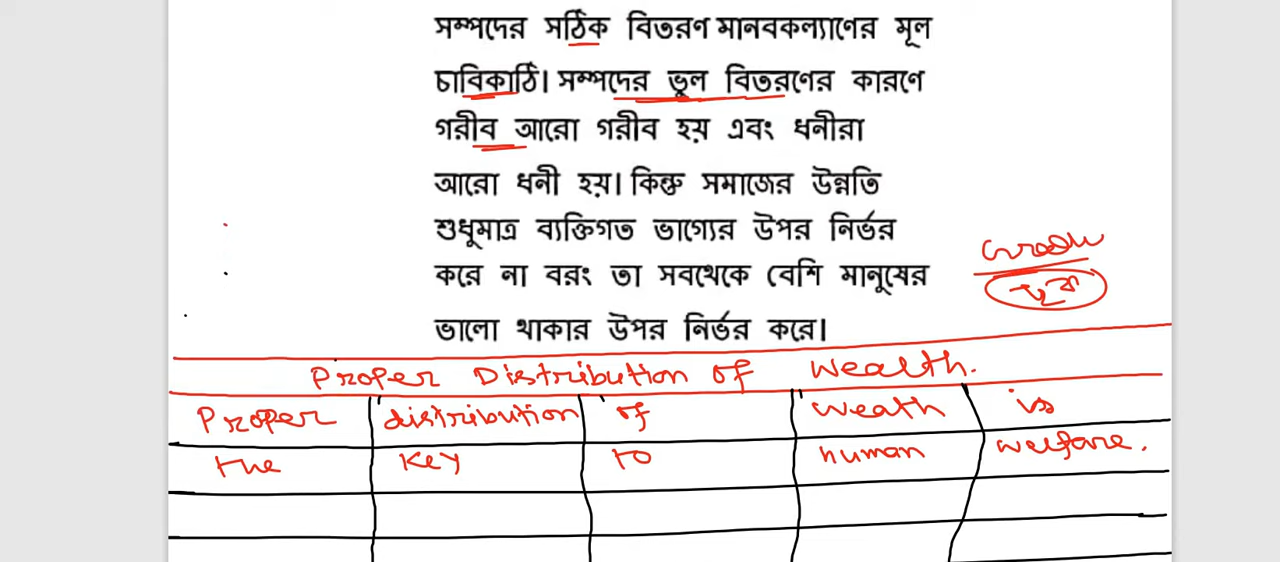 সম্পদের সঠিক বিতরণ মানবকল্যাণের মূল
চাবিকাঠি। সম্পদের ভুল বিতরণের কারণে
গরীব আরো গরীব হয় এবং ধনীরা
আরো ধনী হয়। কিন্তু সমাজের উন্নতি
শুধুমাত্র ব্যক্তিগত ভাগ্যের উপর নির্ভর
করে না বরং তা সবথেকে বেশি মানুষের
ভালো থাকার উপর নির্ভর করে।
Proper Distribution of Wealth.
Proper distribution of weath is
the key to human welfare.